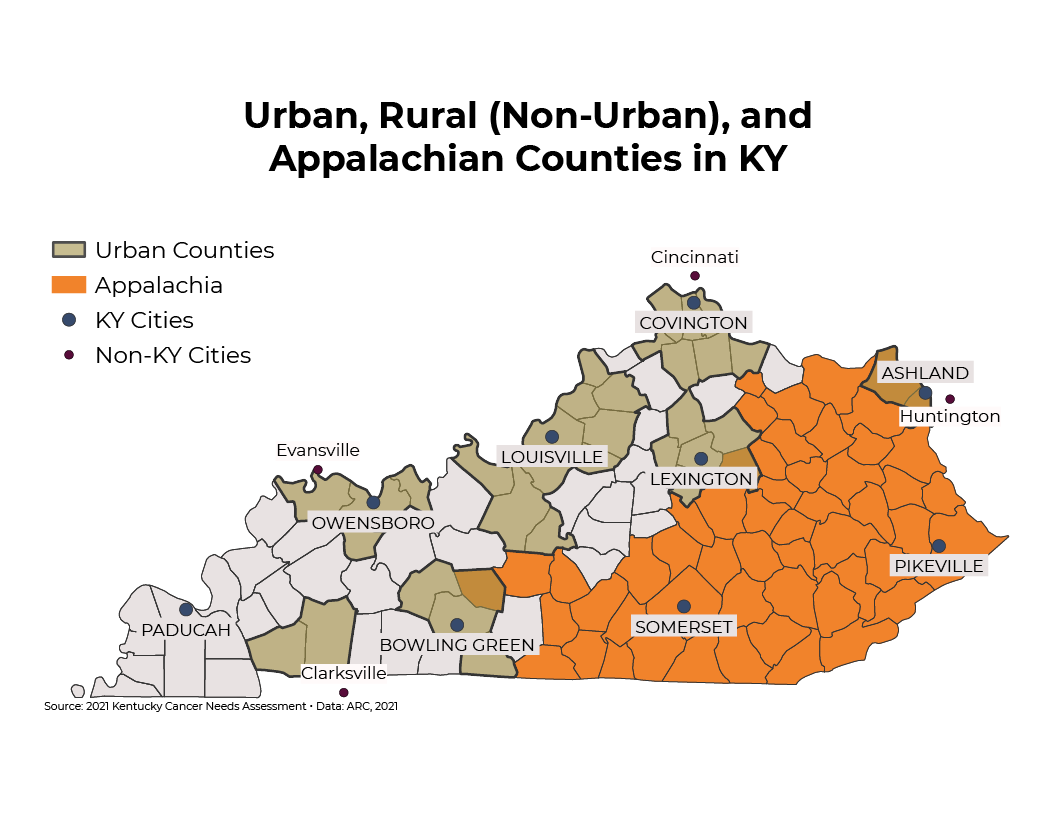 Urban, Rural (Non-Urban), and
Appalachian Counties in KY
Urban Counties
Appalachia
KY Cities
Non-KY Cities
Cincinnati
COVINGTON
ASHLAND
Huntington
Evansville
LOUISVILLE
LEXINGTON
OWENSBORO
PIKEVILLE
PADUCAH
SOMERSET
BOWLING GREEN
Clarksville
Source: 2021 Kentucky Cancer Needs Assessment • Data: ARC, 2021